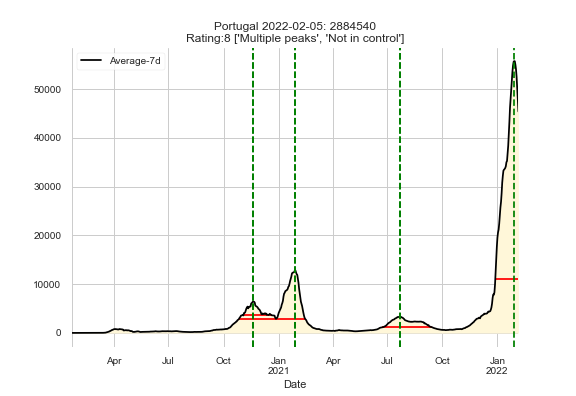 Portugal 2022-02-05: 2884540
Rating:8 ['Multiple peaks', 'Not in control']
Average-7d
50000
40000
30000
20000
10000
0
Apr Jul Oct Jan Apr Jul Oct Jan
2021 2022
Date